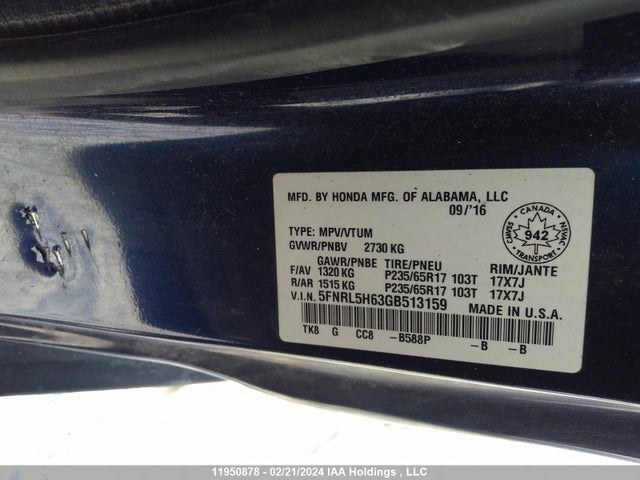 MFD. BY HONDA MFG. OF ALABAMA, LLC
09/'16
CANADA
CMVSS NSVAC
942
TRANSPORT
TYPE: MPV/VTUM
GVWR/PNBV 2730 KG
GAWR/PNBE TIRE/PNEU RIM/JANTE
F/AV 1320 KG P235/65R17 103T 17X7J
R/AR 1515 KG P235/65R17 103T 17X7J
V.I.N. 5FNRL5H63GB513159 MADE IN U.S.A.
TK8 G CC8 –B588P –B –B
11950878 - 02/21/2024 IAA Holdings , LLC